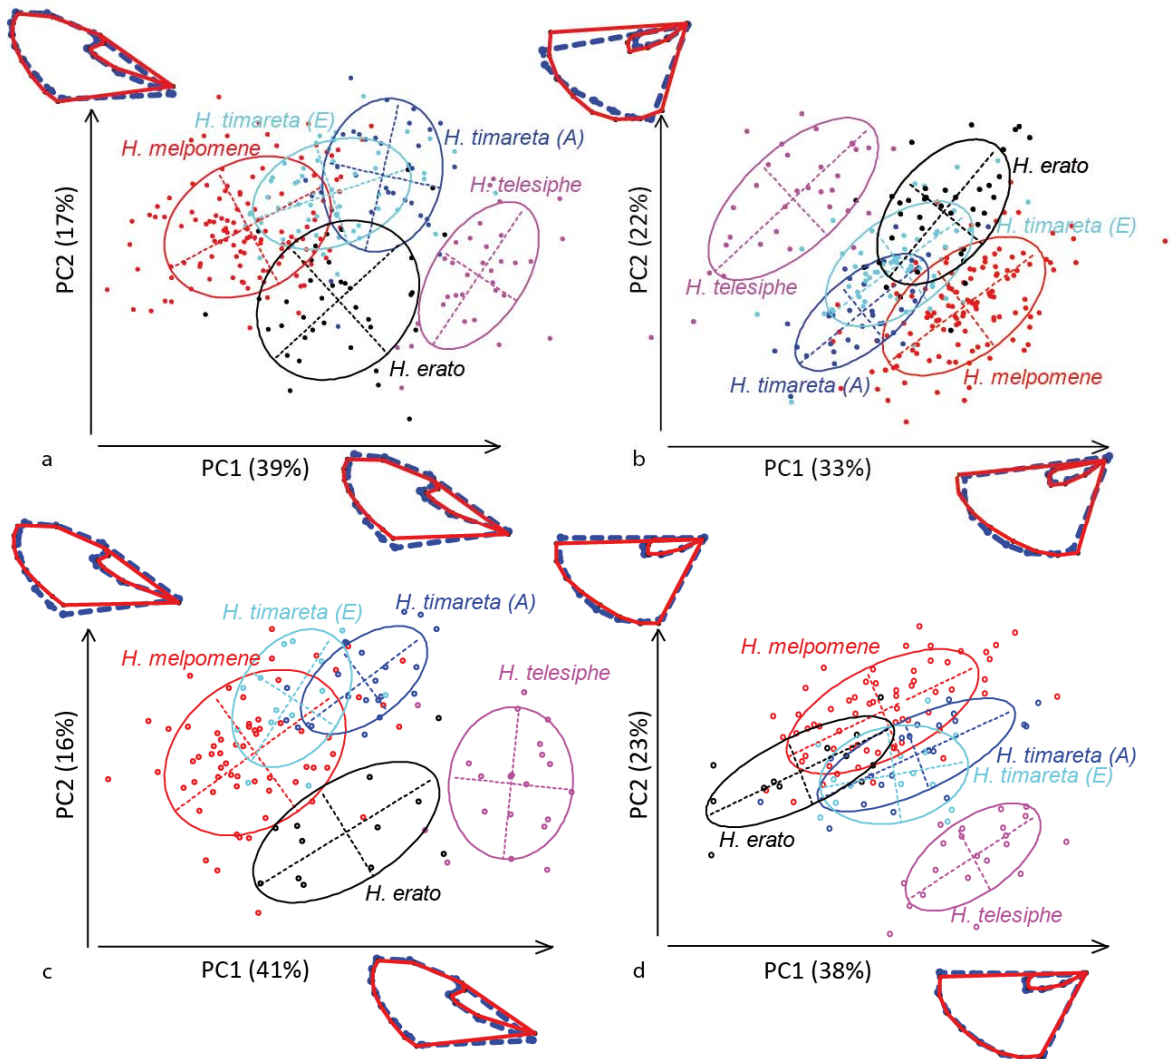 H. timareta (E)
H. timareta (A)
H. melpomene
H. telesiphe
H. erato
PC2 (17%)
a
PC1 (39%)
H. erato
H. timareta (E)
H. telesiphe
H. timareta (A)
H. melpomene
PC2 (22%)
b
PC1 (33%)
H. timareta (E)
H. timareta (A)
H. melpomene
H. telesiphe
H. erato
PC2 (16%)
c
PC1 (41%)
H. melpomene
H. timareta (A)
H. timareta (E)
H. erato
H. telesiphe
PC2 (23%)
d
PC1 (38%)